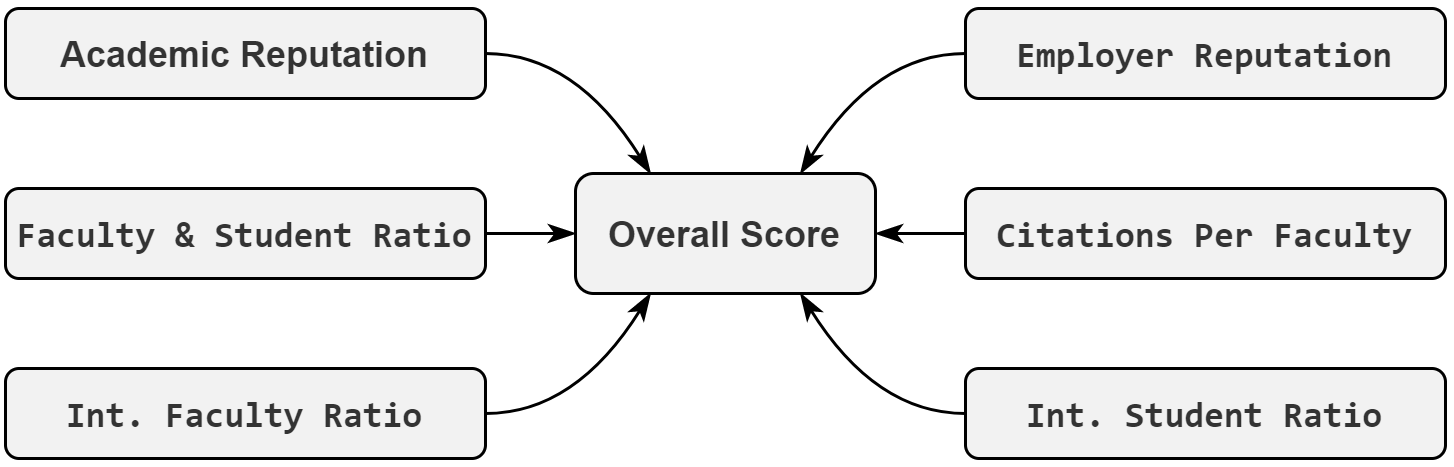 Academic Reputation
Employer Reputation
Faculty & Student Ratio
Overall Score
Citations Per Faculty
Int. Faculty Ratio
Int. Student Ratio